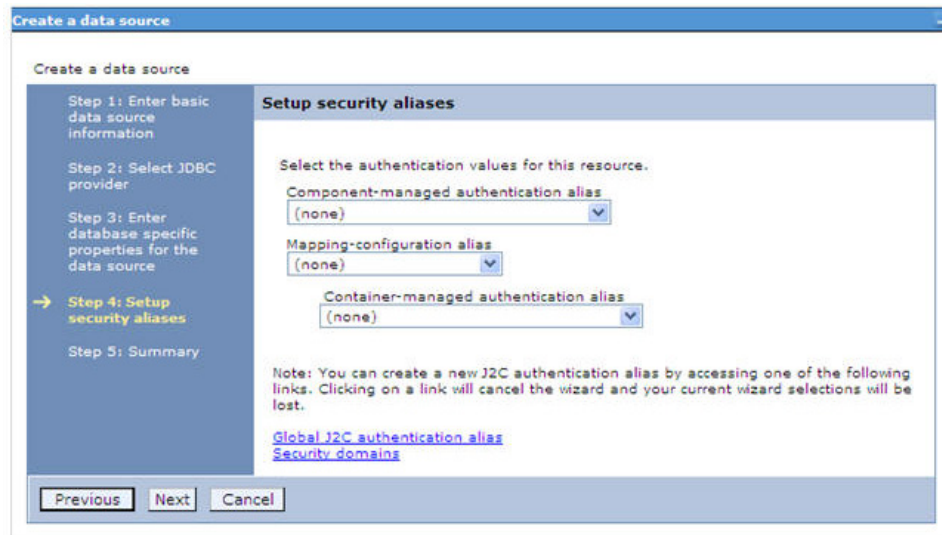 Create a data source
Create a data source
Step 1: Enter basic
data source
information
Step 2: Select JDBC
provider
Step 3: Enter
database specific
properties for the
data source
Step 4: Setup
security aliases
Step 5: Summary
Setup security aliases
Select the authentication values for this resource.
Component-managed authentication alias
(none)
Mapping-configuration alias
(none)
Container-managed authentication alias
(none)
Note: You can create a new J2C authentication alias by accessing one of the following
links. Clicking on a link will cancel the wizard and your current wizard selections will be
lost.
Global J2C authentication alias
Security domains
Previous Next Cancel